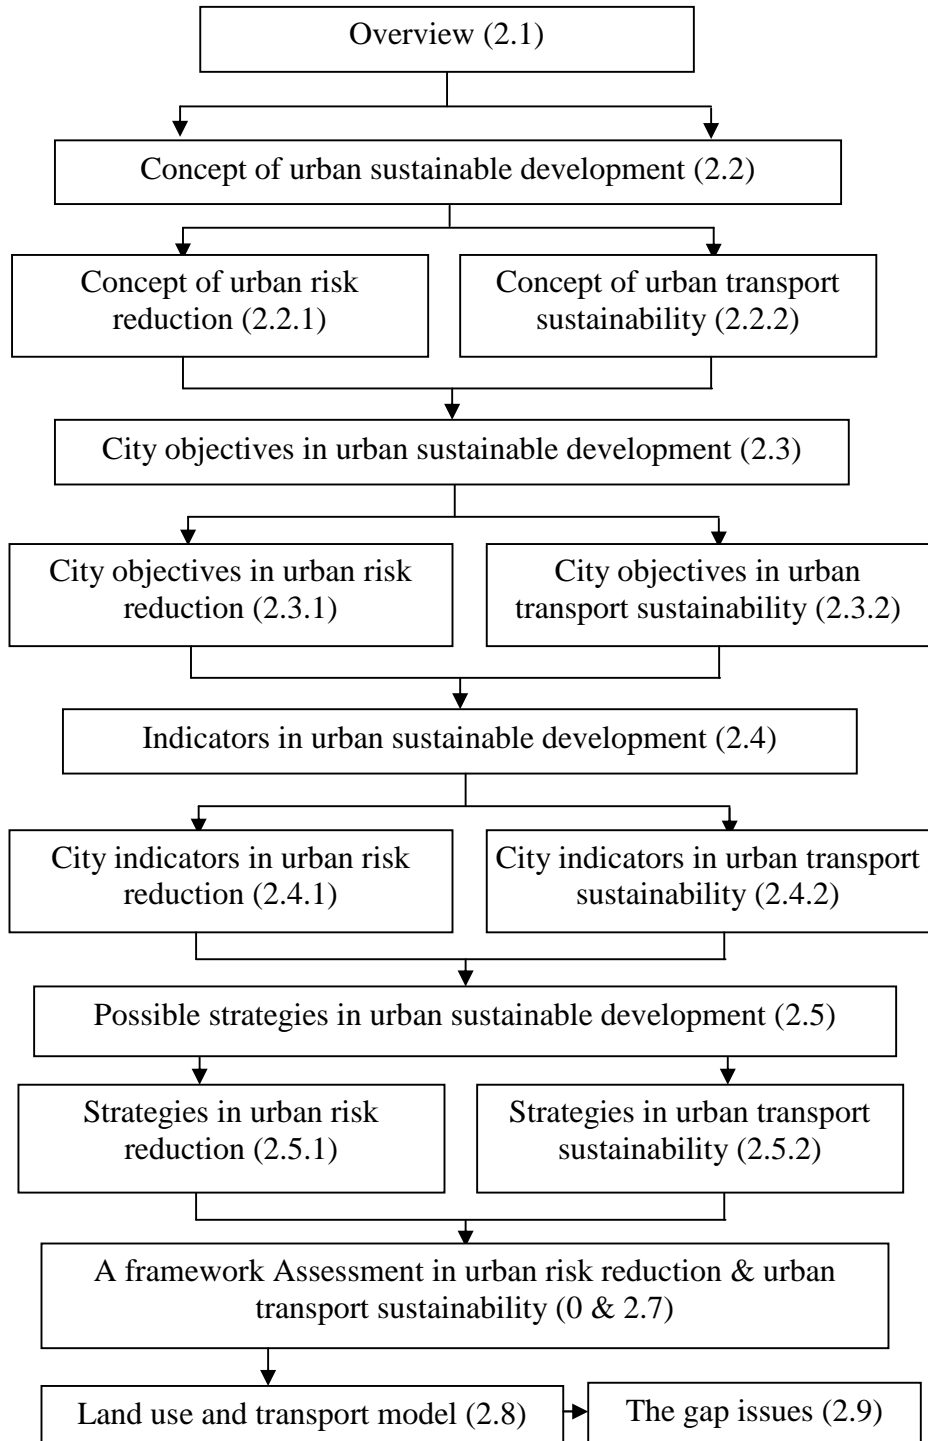 Overview (2.1)
Concept of urban sustainable development (2.2)
Concept of urban risk
reduction (2.2.1)
Concept of urban transport
sustainability (2.2.2)
City objectives in urban sustainable development (2.3)
City objectives in urban risk
reduction (2.3.1)
City objectives in urban
transport sustainability (2.3.2)
Indicators in urban sustainable development (2.4)
City indicators in urban risk
reduction (2.4.1)
City indicators in urban transport
sustainability (2.4.2)
Possible strategies in urban sustainable development (2.5)
Strategies in urban risk
reduction (2.5.1)
Strategies in urban transport
sustainability (2.5.2)
A framework Assessment in urban risk reduction & urban
transport sustainability (0 & 2.7)
Land use and transport model (2.8)
The gap issues (2.9)